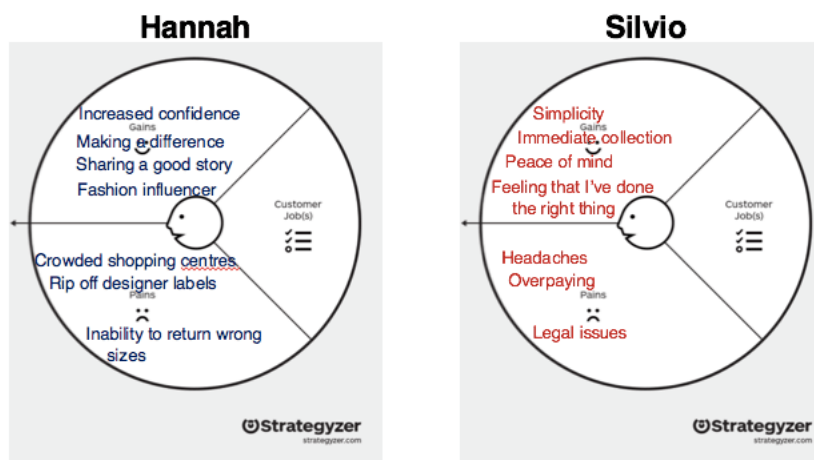 Hannah
Increased confidence
Gains
Making a difference
Sharing a good story
Fashion influencer
Customer
Job(s)
Crowded shopping centres
Rip off designer labels
Pains
Inability to return wrong
sizes
Strategyzer
strategyzer.com
Silvio
Simplicity
Gains
Immediate collection
Peace of mind
Feeling that I've done
the right thing
Customer
Job(s)
Headaches
Overpaying
Pains
Legal issues
Strategyzer
strategyzer.com